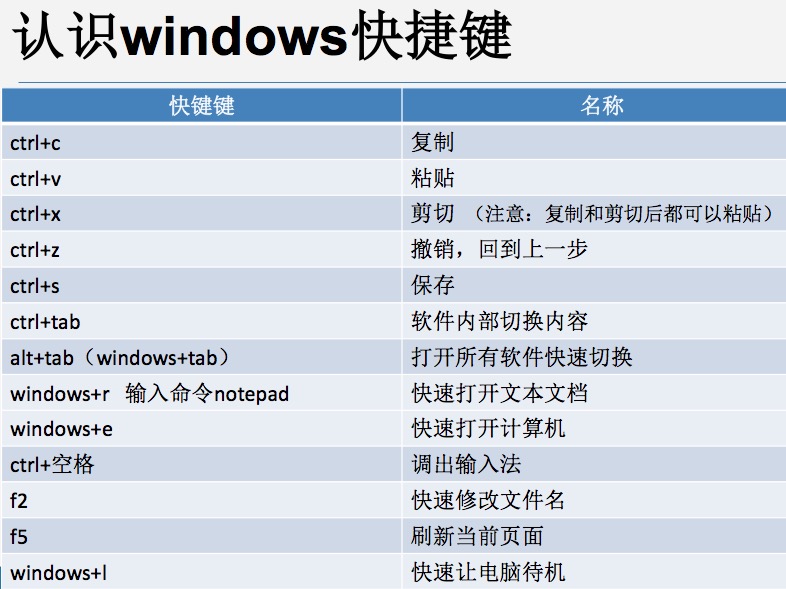 认识windows快捷键
快键键 名称
ctrl+c 复制
ctrl+v 粘贴
ctrl+x 剪切 （注意：复制和剪切后都可以粘贴）
ctrl+z 撤销，回到上一步
ctrl+s 保存
ctrl+tab 软件内部切换内容
alt+tab（windows+tab） 打开所有软件快速切换
windows+r 输入命令notepad 快速打开文本文档
windows+e 快速打开计算机
ctrl+空格 调出输入法
f2 快速修改文件名
f5 刷新当前页面
windows+l 快速让电脑待机